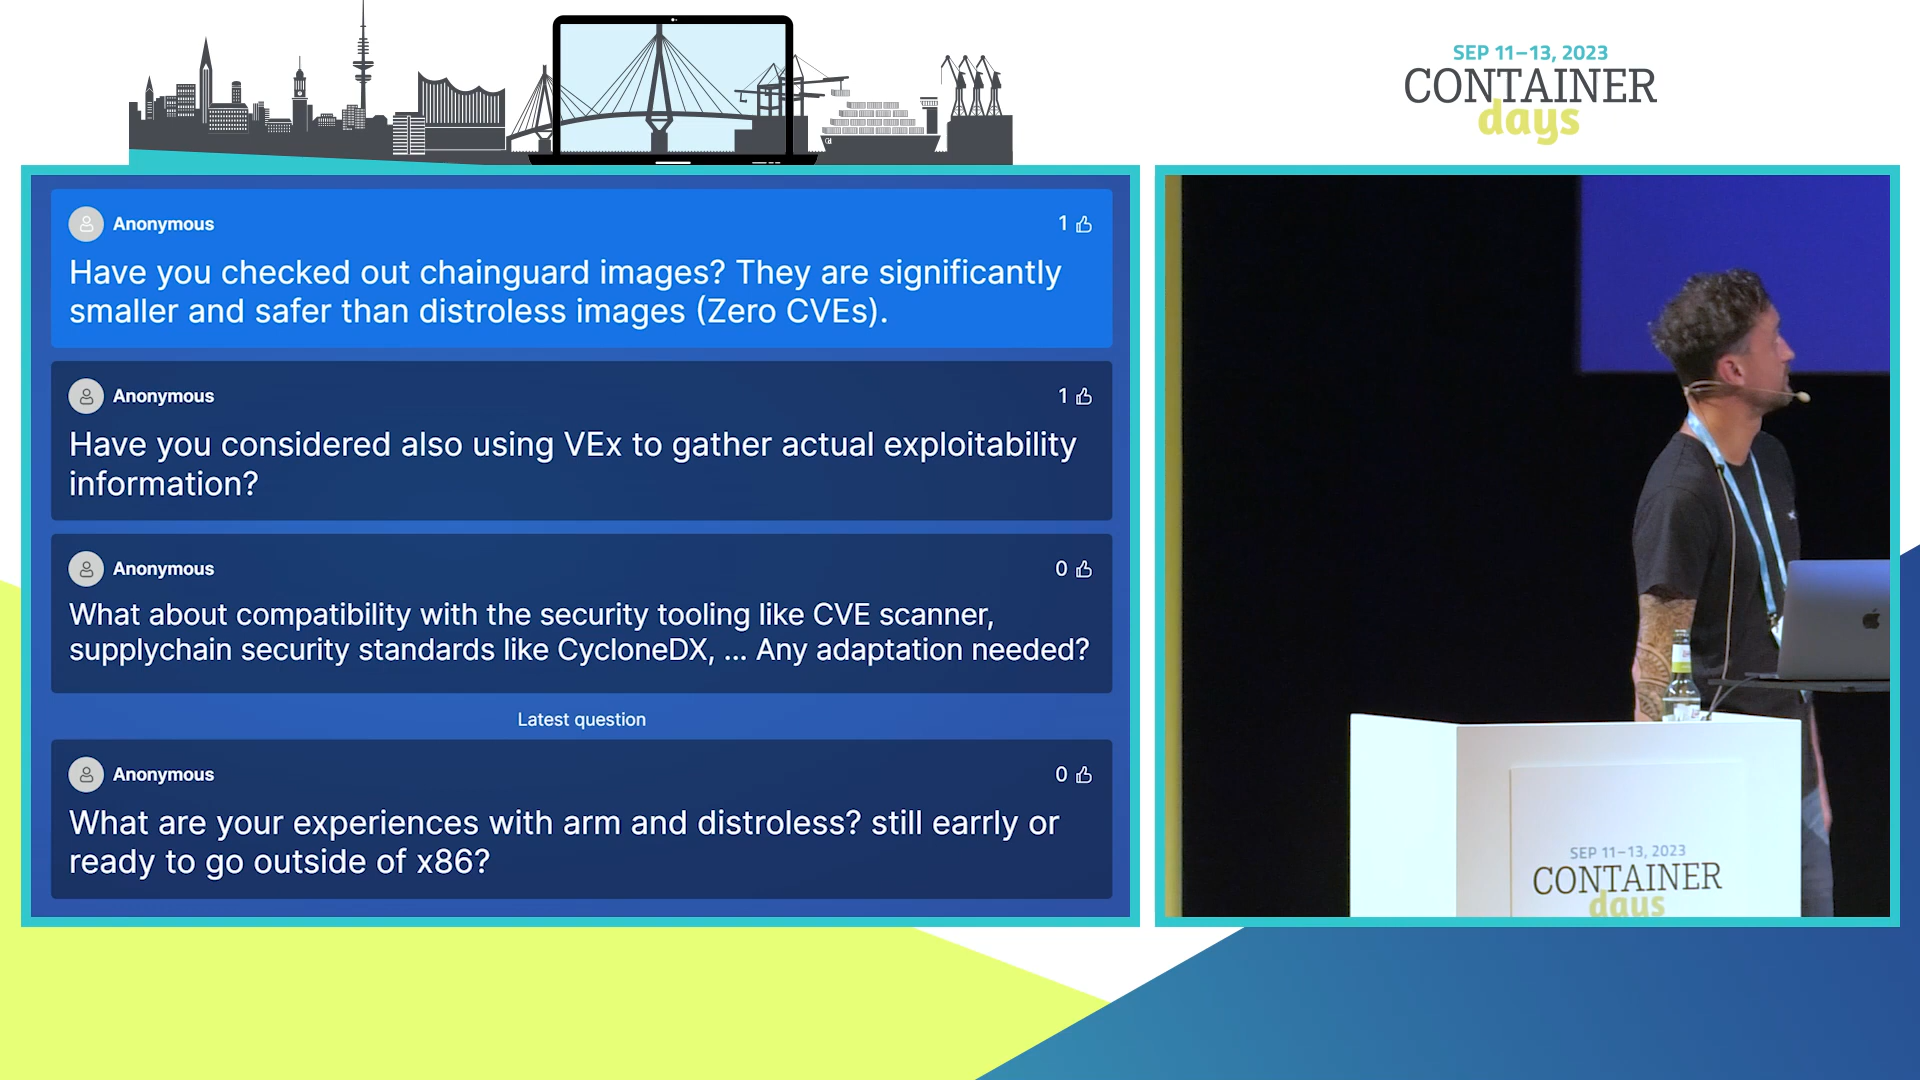 SEP 11–13, 2023
CONTAINER
days
Anonymous
1
Have you checked out chainguard images? They are significantly
smaller and safer than distroless images (Zero CVEs).
Anonymous
1
Have you considered also using VEx to gather actual exploitability
information?
Anonymous
0
What about compatibility with the security tooling like CVE scanner,
supplychain security standards like CycloneDX, ... Any adaptation needed?
Latest question
Anonymous
0
What are your experiences with arm and distroless? still earrly or
ready to go outside of x86?
SEP 11–13, 2023
CONTAINER
days